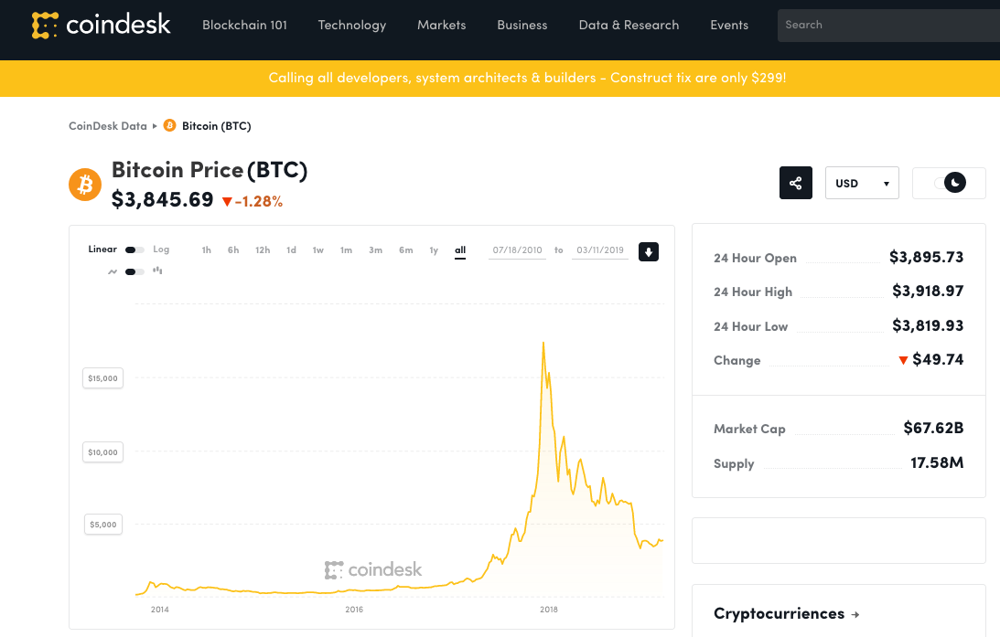 coindesk Blockchain 101 Technology Markets Business Data & Research Events Search
Calling all developers, system architects & builders - Construct tix are only $299!
CoinDesk Data ▸ Bitcoin (BTC)
Bitcoin Price (BTC)
$3,845.69 ▼-1.28%
USD ▼
Linear Log 1h 6h 12h 1d 1w 1m 3m 6m 1y all 07/18/2010 to 03/11/2019
$15,000
$10,000
$5,000
coindesk
2014 2016 2018
24 Hour Open $3,895.73
24 Hour High $3,918.97
24 Hour Low $3,819.93
Change ▼ $49.74
Market Cap $67.62B
Supply 17.58M
Cryptocurriences →